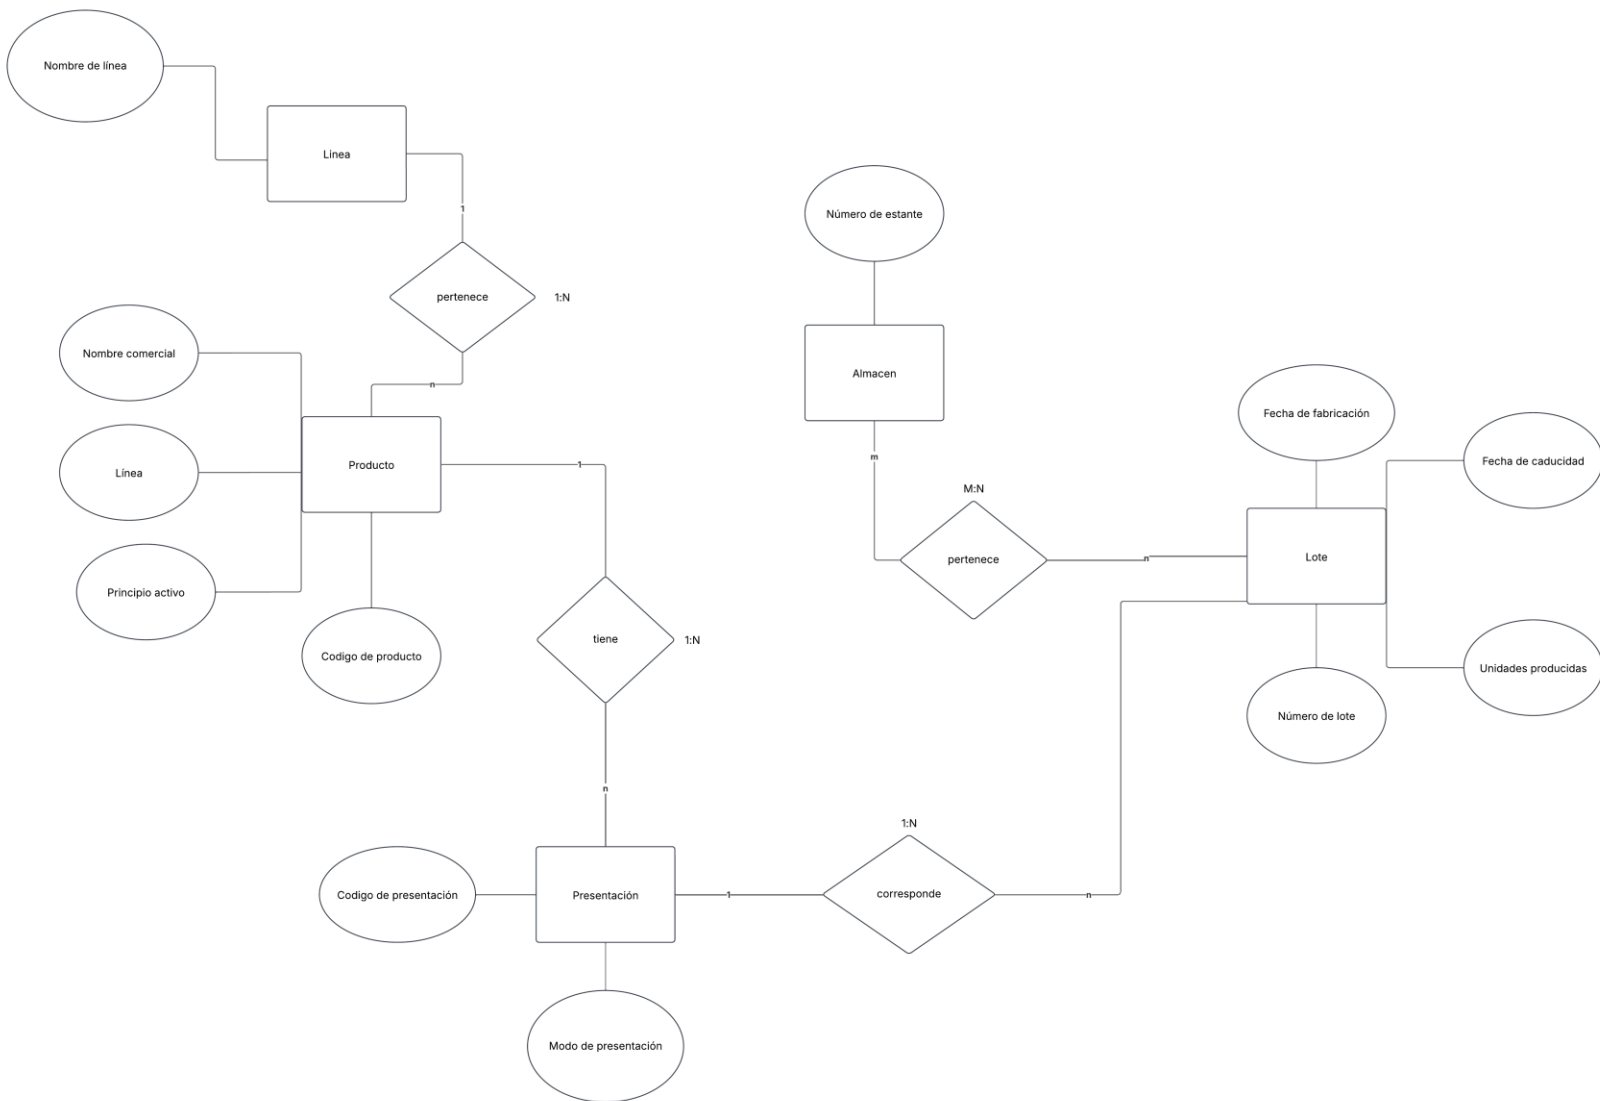 Nombre de línea
Linea
1
pertenece
1:N
n
Número de estante
Almacen
m
M:N
pertenece
n
Nombre comercial
Línea
Principio activo
Producto
Codigo de producto
1
tiene
1:N
n
Fecha de fabricación
Fecha de caducidad
Lote
Unidades producidas
Número de lote
Codigo de presentación
Presentación
Modo de presentación
1
1:N
corresponde
n